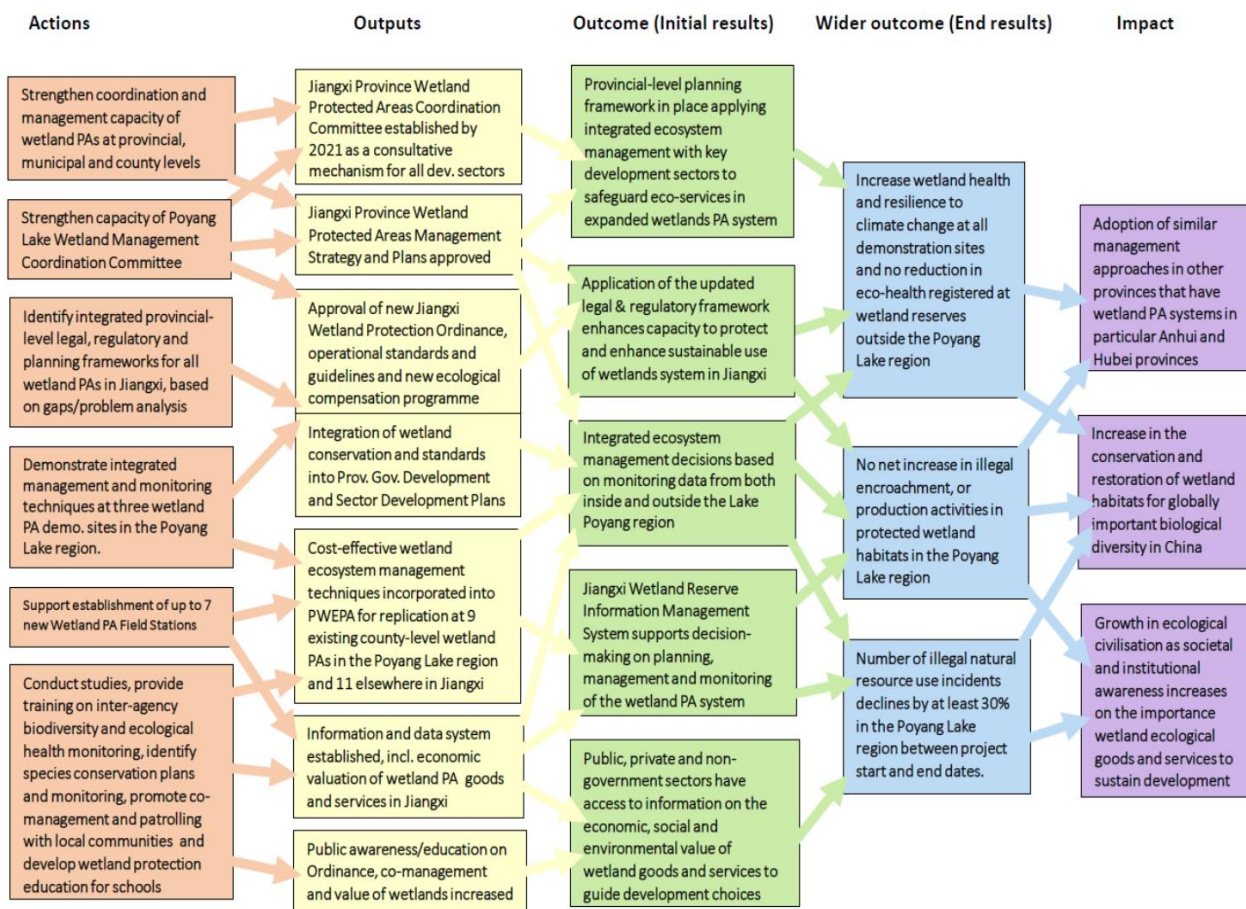 Actions
Outputs
Outcome (Initial results)
Wider outcome (End results)
Impact
Strengthen coordination and
management capacity of
wetland PAs at provincial,
municipal and county levels
Strengthen capacity of Poyang
Lake Wetland Management
Coordination Committee
Identify integrated provincial-
level legal, regulatory and
planning frameworks for all
wetland PAs in Jiangxi, based
on gaps/problem analysis
Demonstrate integrated
management and monitoring
techniques at three wetland
PA demo. sites in the Poyang
Lake region.
Support establishment of up to 7
new Wetland PA Field Stations
Conduct studies, provide
training on inter-agency
biodiversity and ecological
health monitoring, identify
species conservation plans
and monitoring, promote co-
management and patrolling
with local communities and
develop wetland protection
education for schools
Jiangxi Province Wetland
Protected Areas Coordination
Committee established by
2021 as a consultative
mechanism for all dev. sectors
Jiangxi Province Wetland
Protected Areas Management
Strategy and Plans approved
Approval of new Jiangxi
Wetland Protection Ordinance,
operational standards and
guidelines and new ecological
compensation programme
Integration of wetland
conservation and standards
into Prov. Gov. Development
and Sector Development Plans
Cost-effective wetland
ecosystem management
techniques incorporated into
PWEPA for replication at 9
existing county-level wetland
PAs in the Poyang Lake region
and 11 elsewhere in Jiangxi
Information and data system
established, incl. economic
valuation of wetland PA goods
and services in Jiangxi
Public awareness/education on
Ordinance, co-management
and value of wetlands increased
Provincial-level planning
framework in place applying
integrated ecosystem
management with key
development sectors to
safeguard eco-services in
expanded wetlands PA system
Application of the updated
legal & regulatory framework
enhances capacity to protect
and enhance sustainable use
of wetlands system in Jiangxi
Integrated ecosystem
management decisions based
on monitoring data from both
inside and outside the Lake
Poyang region
Jiangxi Wetland Reserve
Information Management
System supports decision-
making on planning,
management and monitoring
of the wetland PA system
Public, private and non-
government sectors have
access to information on the
economic, social and
environmental value of
wetland goods and services to
guide development choices
Increase wetland health
and resilience to
climate change at all
demonstration sites
and no reduction in
eco-health registered at
wetland reserves
outside the Poyang
Lake region
No net increase in illegal
encroachment, or
production activities in
protected wetland
habitats in the Poyang
Lake region
Number of illegal natural
resource use incidents
declines by at least 30%
in the Poyang Lake
region between project
start and end dates.
Adoption of similar
management
approaches in other
provinces that have
wetland PA systems in
particular Anhui and
Hubei provinces
Increase in the
conservation and
restoration of wetland
habitats for globally
important biological
diversity in China
Growth in ecological
civilisation as societal
and institutional
awareness increases
on the importance
wetland ecological
goods and services to
sustain development